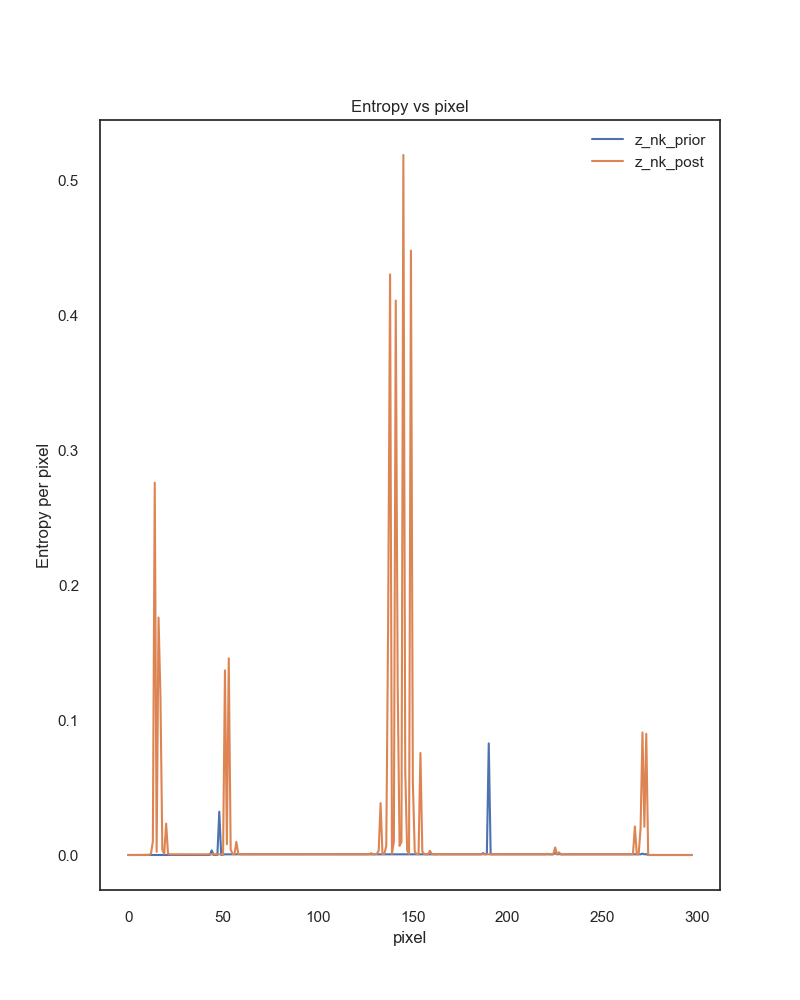 Entropy vs pixel
z_nk_prior
z_nk_post
0.5
0.4
0.3
0.2
0.1
0.0
Entropy per pixel
0 50 100 150 200 250 300
pixel